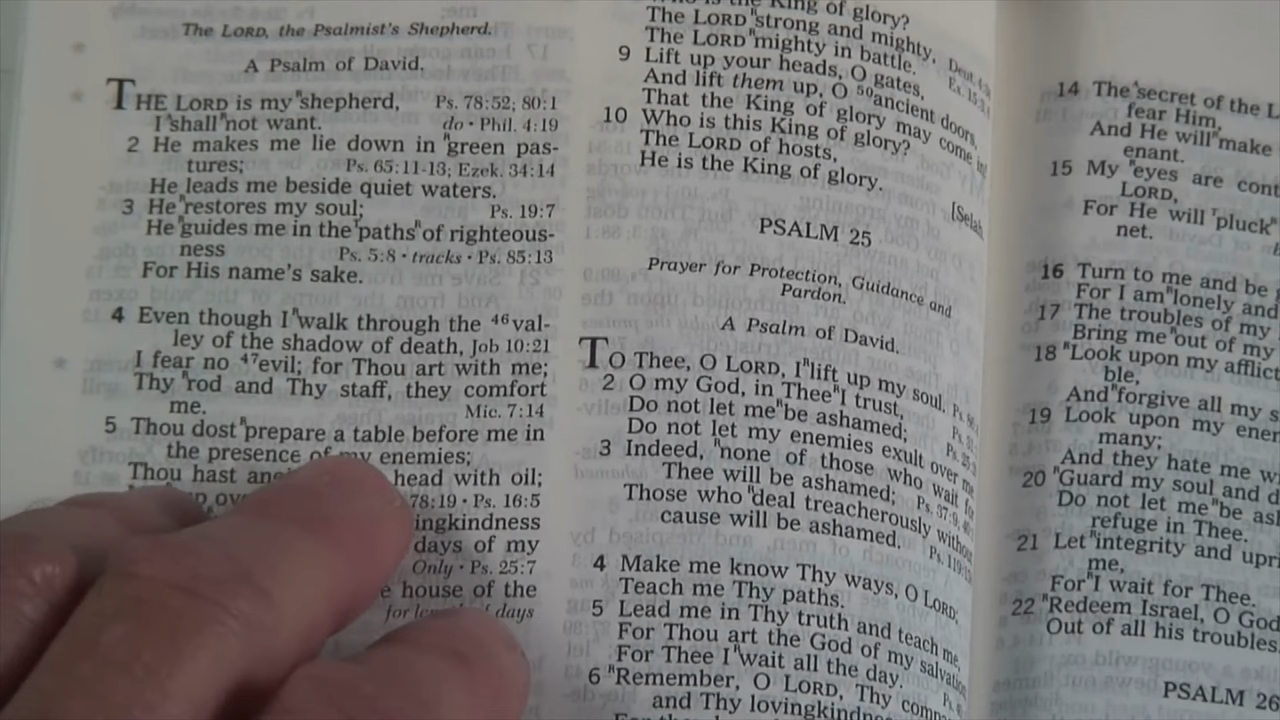 The LORD, the Psalmist's Shepherd.
A Psalm of David.
THE LORD is my "shepherd, Ps. 78:52; 80:1
I "shall "not want. do · Phil. 4:19
2 He makes me lie down in "green pas-
tures; Ps. 65:11-13; Ezek. 34:14
He leads me beside quiet waters.
3 He "restores my soul; Ps. 19:7
He "guides me in the 'paths" of righteous-
ness Ps. 5:8 · tracks · Ps. 85:13
For His name's sake.
4 Even though I "walk through the 46val-
ley of the shadow of death, Job 10:21
I fear no 47evil; for Thou art with me;
Thy "rod and Thy staff, they comfort
me. Mic. 7:14
5 Thou dost "prepare a table before me in
the presence of my enemies;
Thou hast head with oil;
78:19 · Ps. 16:5
ingkindness
days of my
Only · Ps. 25:7
house of the
days
King of glory?
The LORD "strong and mighty,
The LORD "mighty in battle.
9 Lift up your heads, O gates,
And lift them up, O 50ancient doors,
That the King of glory may come
10 Who is this King of glory?
The LORD of hosts,
He is the King of glory.
[Selah.
PSALM 25
Prayer for Protection, Guidance and
Pardon.
A Psalm of David.
TO Thee, O LORD, I "lift up my soul.
2 O my God, in Thee "I trust,
Do not let me "be ashamed;
Do not let my enemies exult over me.
3 Indeed, "none of those who wait for
Thee will be ashamed;
Those who "deal treacherously without
cause will be ashamed.
4 Make me know Thy ways, O LORD;
Teach me Thy paths.
5 Lead me in Thy truth and teach me,
For Thou art the God of my salvation
For Thee I "wait all the day.
6 "Remember, O LORD, Thy
and Thy
14 The "secret of the
fear Him,
And He will "make
enant.
15 My "eyes are
LORD,
For He will 'pluck"
net.
16 Turn to me and be
For I am "lonely and
17 The troubles of my
Bring me "out of my
18 "Look upon my
ble,
And "forgive all my
19 Look upon my
many;
And they hate me
20 "Guard my soul and
Do not let me "be
refuge in Thee.
21 Let "integrity and
me,
For "I wait for Thee.
22 "Redeem Israel, O God
Out of all his troubles.
PSALM 26